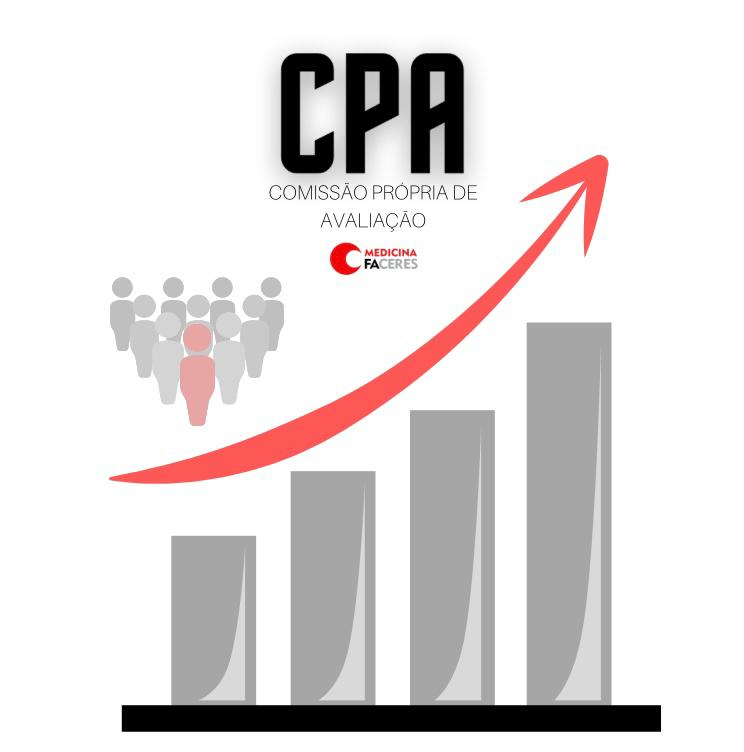 CPA
COMISSÃO PRÓPRIA DE
AVALIAÇÃO
MEDICINA
FACERES